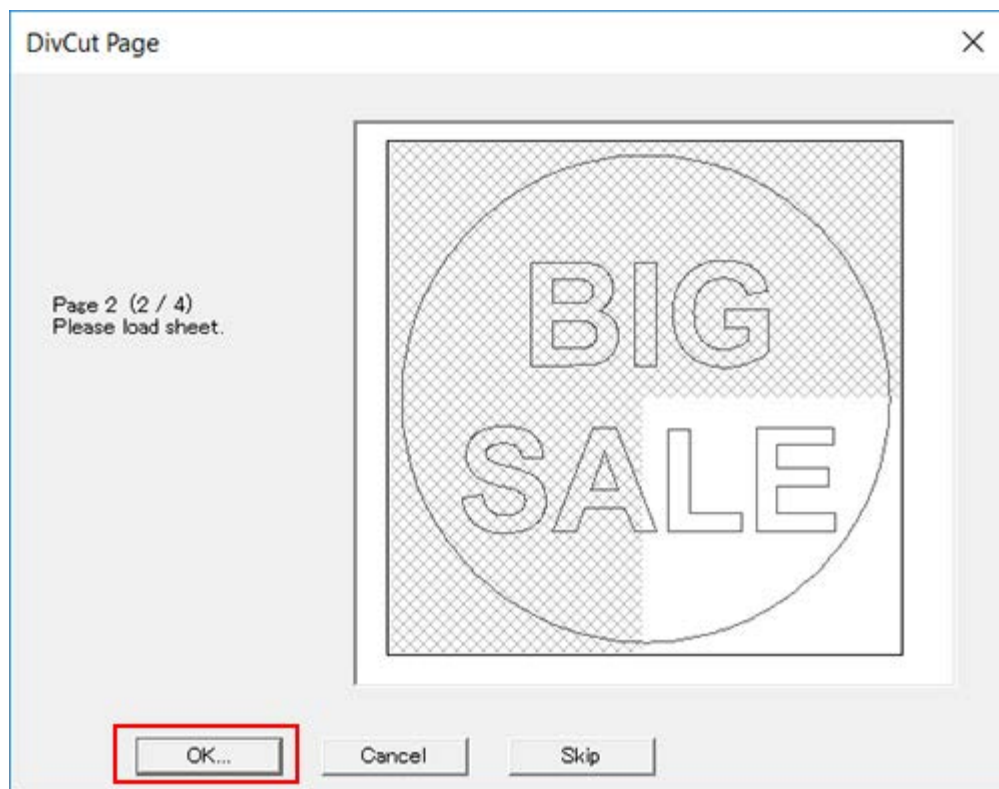 DivCut Page
Page 2 (2 / 4)
Please load sheet.
BIG
SALE
OK...
Cancel
Skip